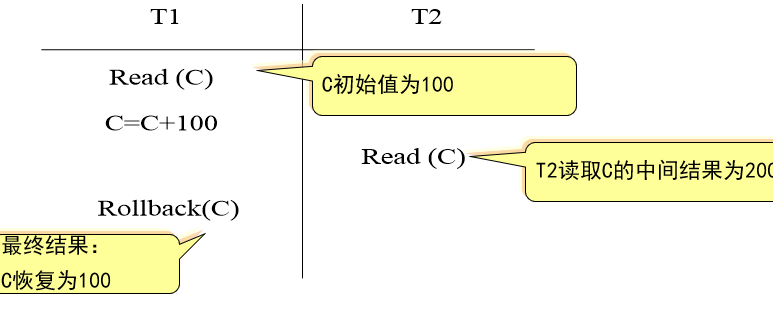 T1 T2
Read (C)
C初始值为100
C=C+100
Read (C)
T2读取C的中间结果为200
Rollback(C)
最终结果：
C恢复为100